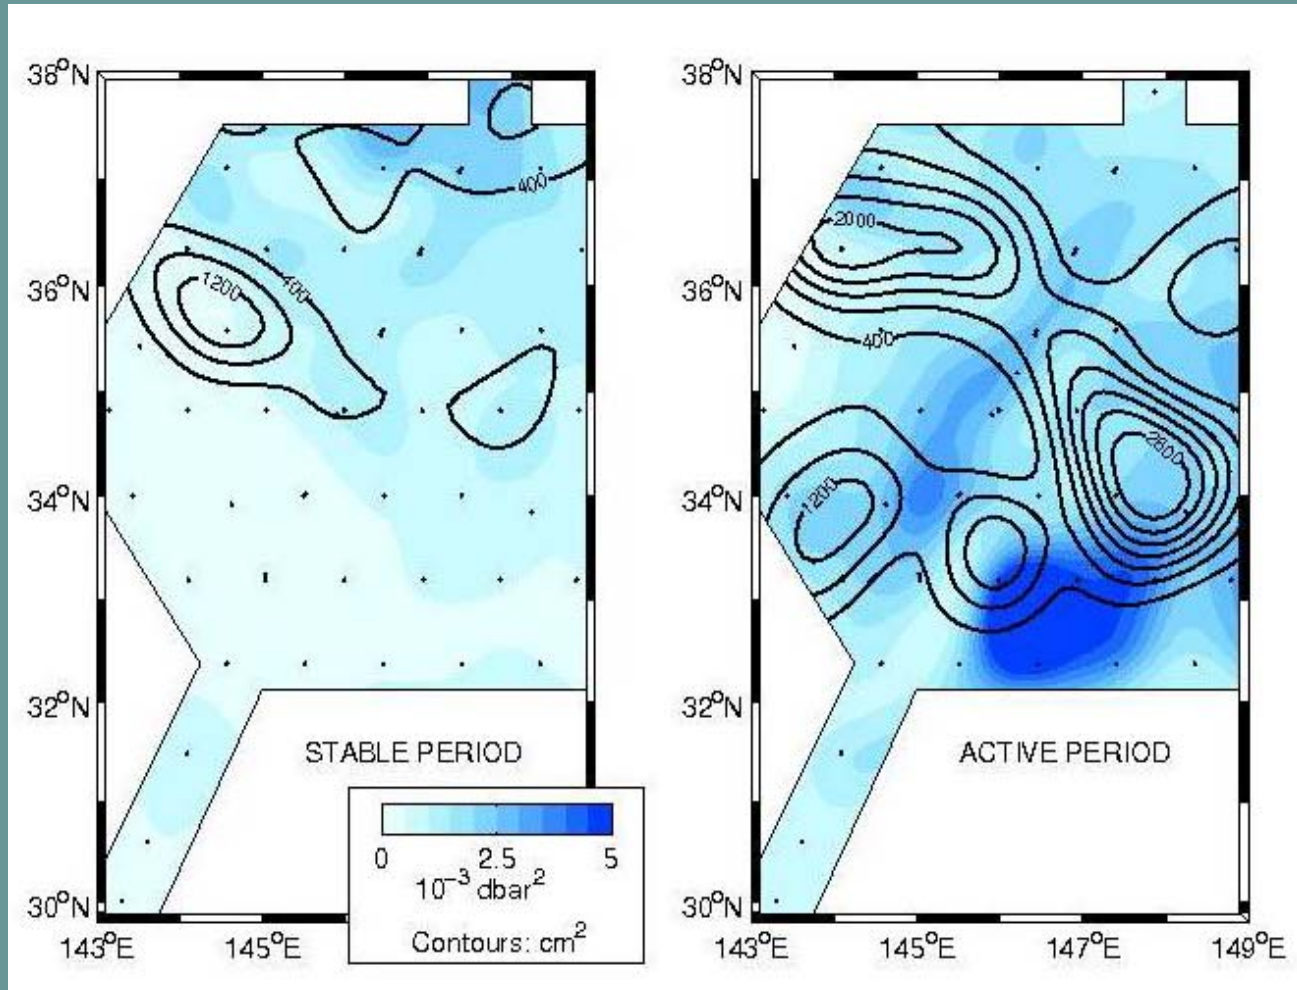 38°N
36°N
34°N
32°N
30°N
143°E
145°E
400
1200
400
STABLE PERIOD
0 2.5 5
10⁻³ dbar²
Contours: cm²
38°N
36°N
34°N
32°N
30°N
143°E
145°E
147°E
149°E
2000
400
1200
2800
ACTIVE PERIOD